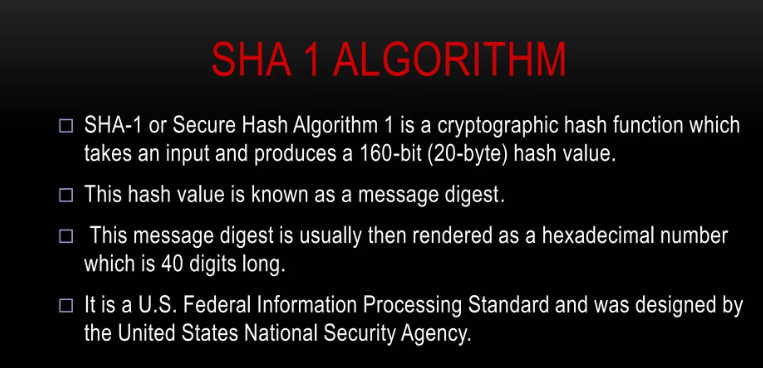 SHA 1 ALGORITHM
SHA-1 or Secure Hash Algorithm 1 is a cryptographic hash function which
takes an input and produces a 160-bit (20-byte) hash value.
This hash value is known as a message digest.
This message digest is usually then rendered as a hexadecimal number
which is 40 digits long.
It is a U.S. Federal Information Processing Standard and was designed by
the United States National Security Agency.